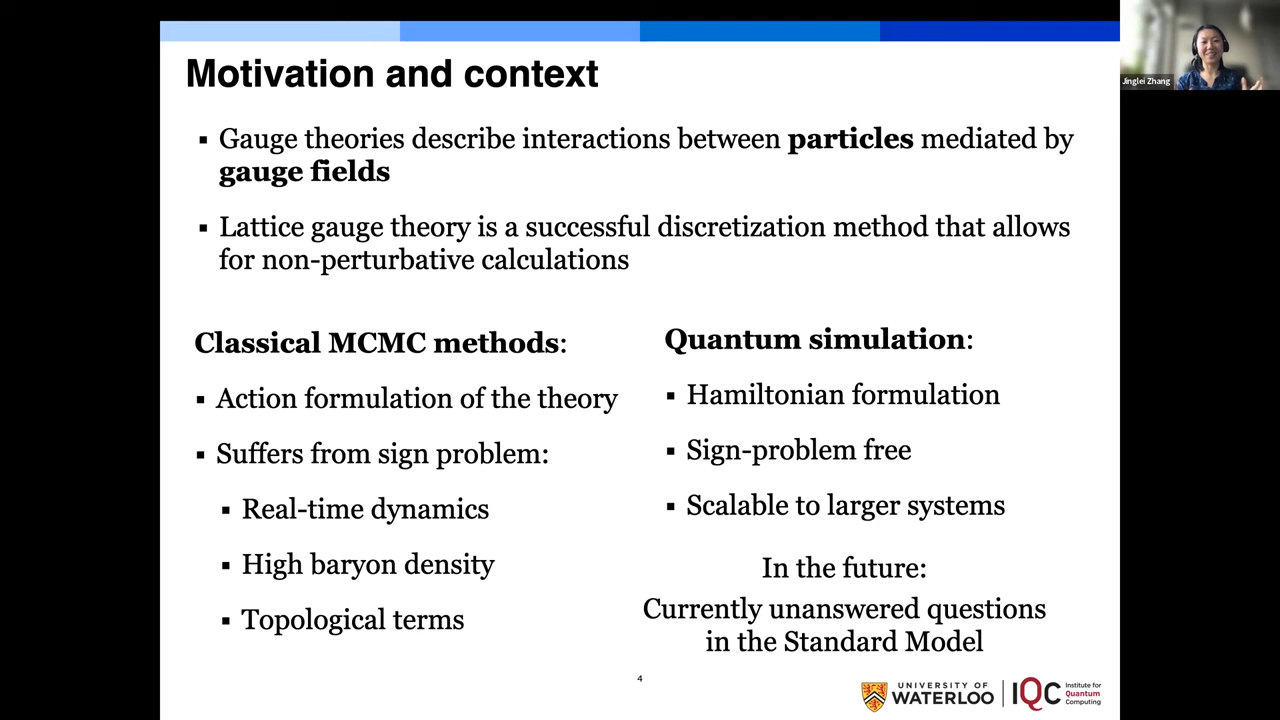 Motivation and context
▪ Gauge theories describe interactions between particles mediated by
gauge fields
▪ Lattice gauge theory is a successful discretization method that allows
for non-perturbative calculations
Classical MCMC methods:
▪ Action formulation of the theory
▪ Suffers from sign problem:
▪ Real-time dynamics
▪ High baryon density
▪ Topological terms
Quantum simulation:
▪ Hamiltonian formulation
▪ Sign-problem free
▪ Scalable to larger systems
In the future:
Currently unanswered questions
in the Standard Model
4
UNIVERSITY OF
WATERLOO
IQC
Institute for
Quantum
Computing
Jinglei Zhang